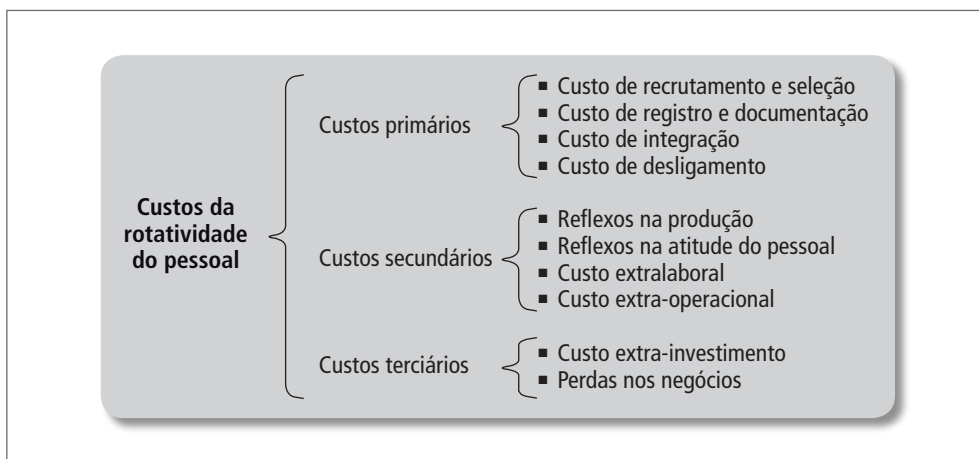 Custos da
rotatividade
do pessoal
Custos primários
▪ Custo de recrutamento e seleção
▪ Custo de registro e documentação
▪ Custo de integração
▪ Custo de desligamento
Custos secundários
▪ Reflexos na produção
▪ Reflexos na atitude do pessoal
▪ Custo extralaboral
▪ Custo extra-operacional
Custos terciários
▪ Custo extra-investimento
▪ Perdas nos negócios